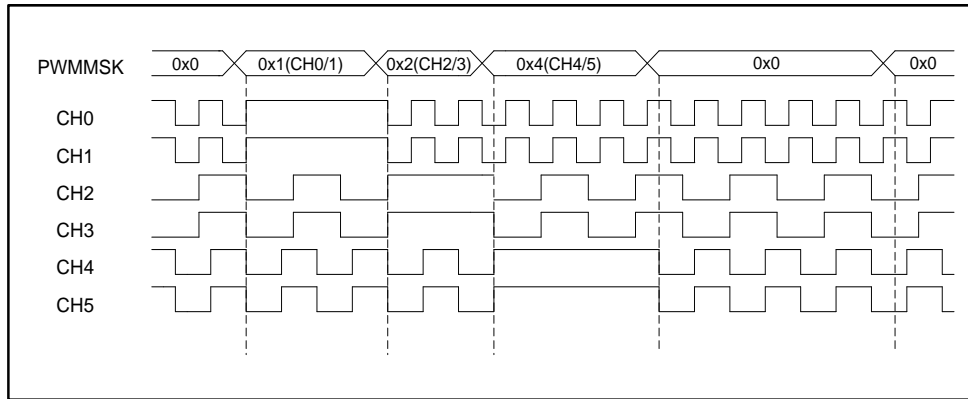 PWMMSK 0x0 0x1(CH0/1) 0x2(CH2/3) 0x4(CH4/5) 0x0 0x0
CH0
CH1
CH2
CH3
CH4
CH5